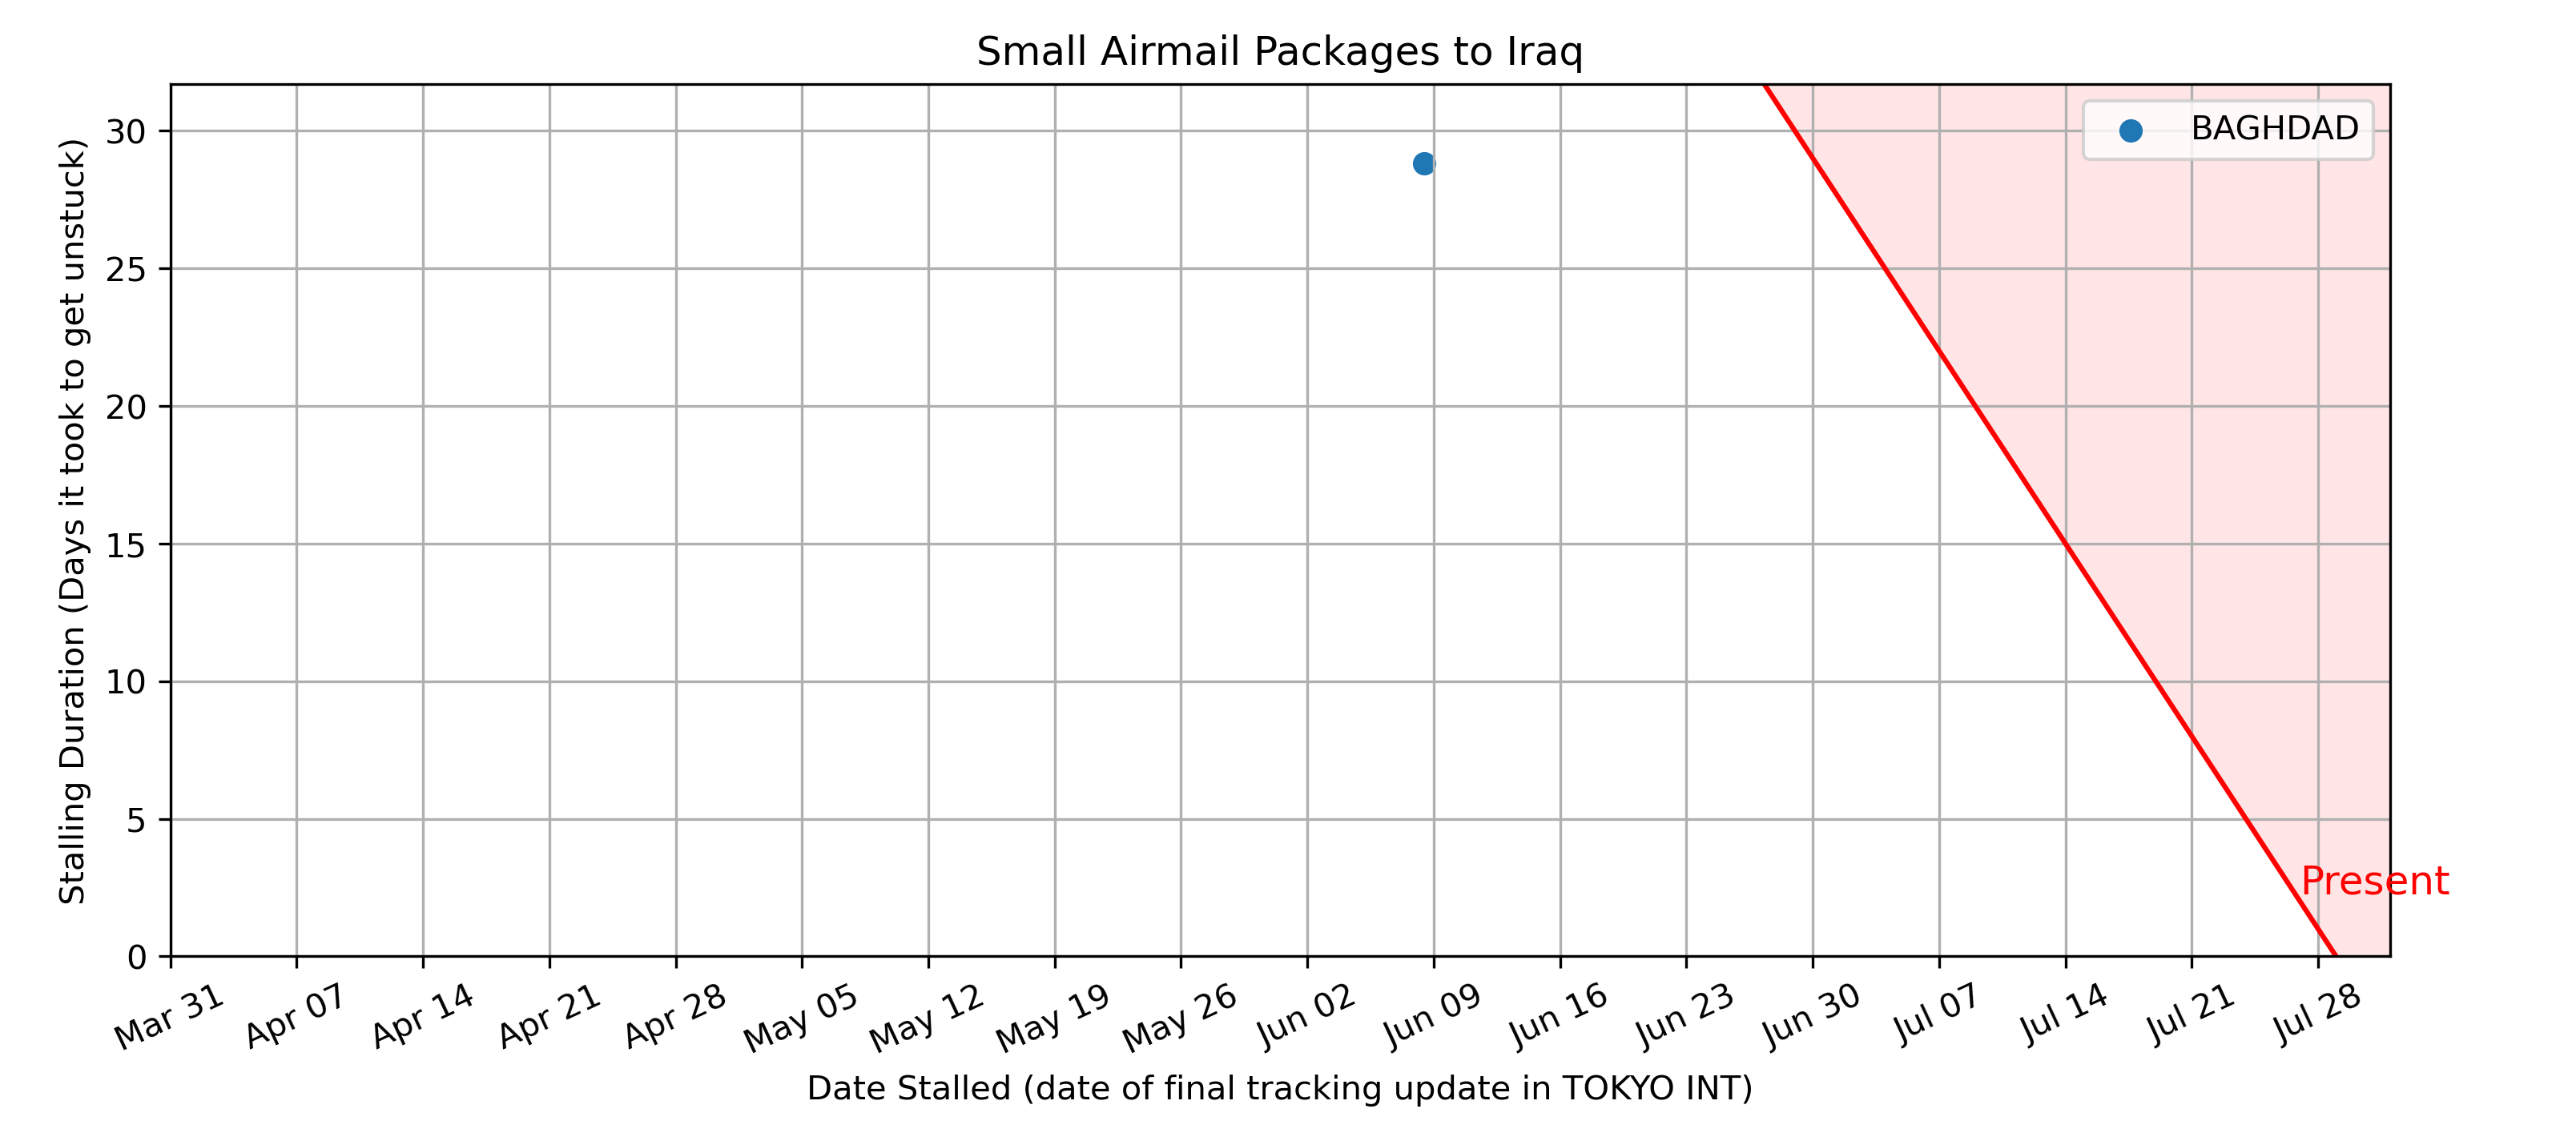 Small Airmail Packages to Iraq
BAGHDAD
Stalling Duration (Days it took to get unstuck)
30
25
20
15
10
5
0
Present
Mar 31
Apr 07
Apr 14
Apr 21
Apr 28
May 05
May 12
May 19
May 26
Jun 02
Jun 09
Jun 16
Jun 23
Jun 30
Jul 07
Jul 14
Jul 21
Jul 28
Date Stalled (date of final tracking update in TOKYO INT)